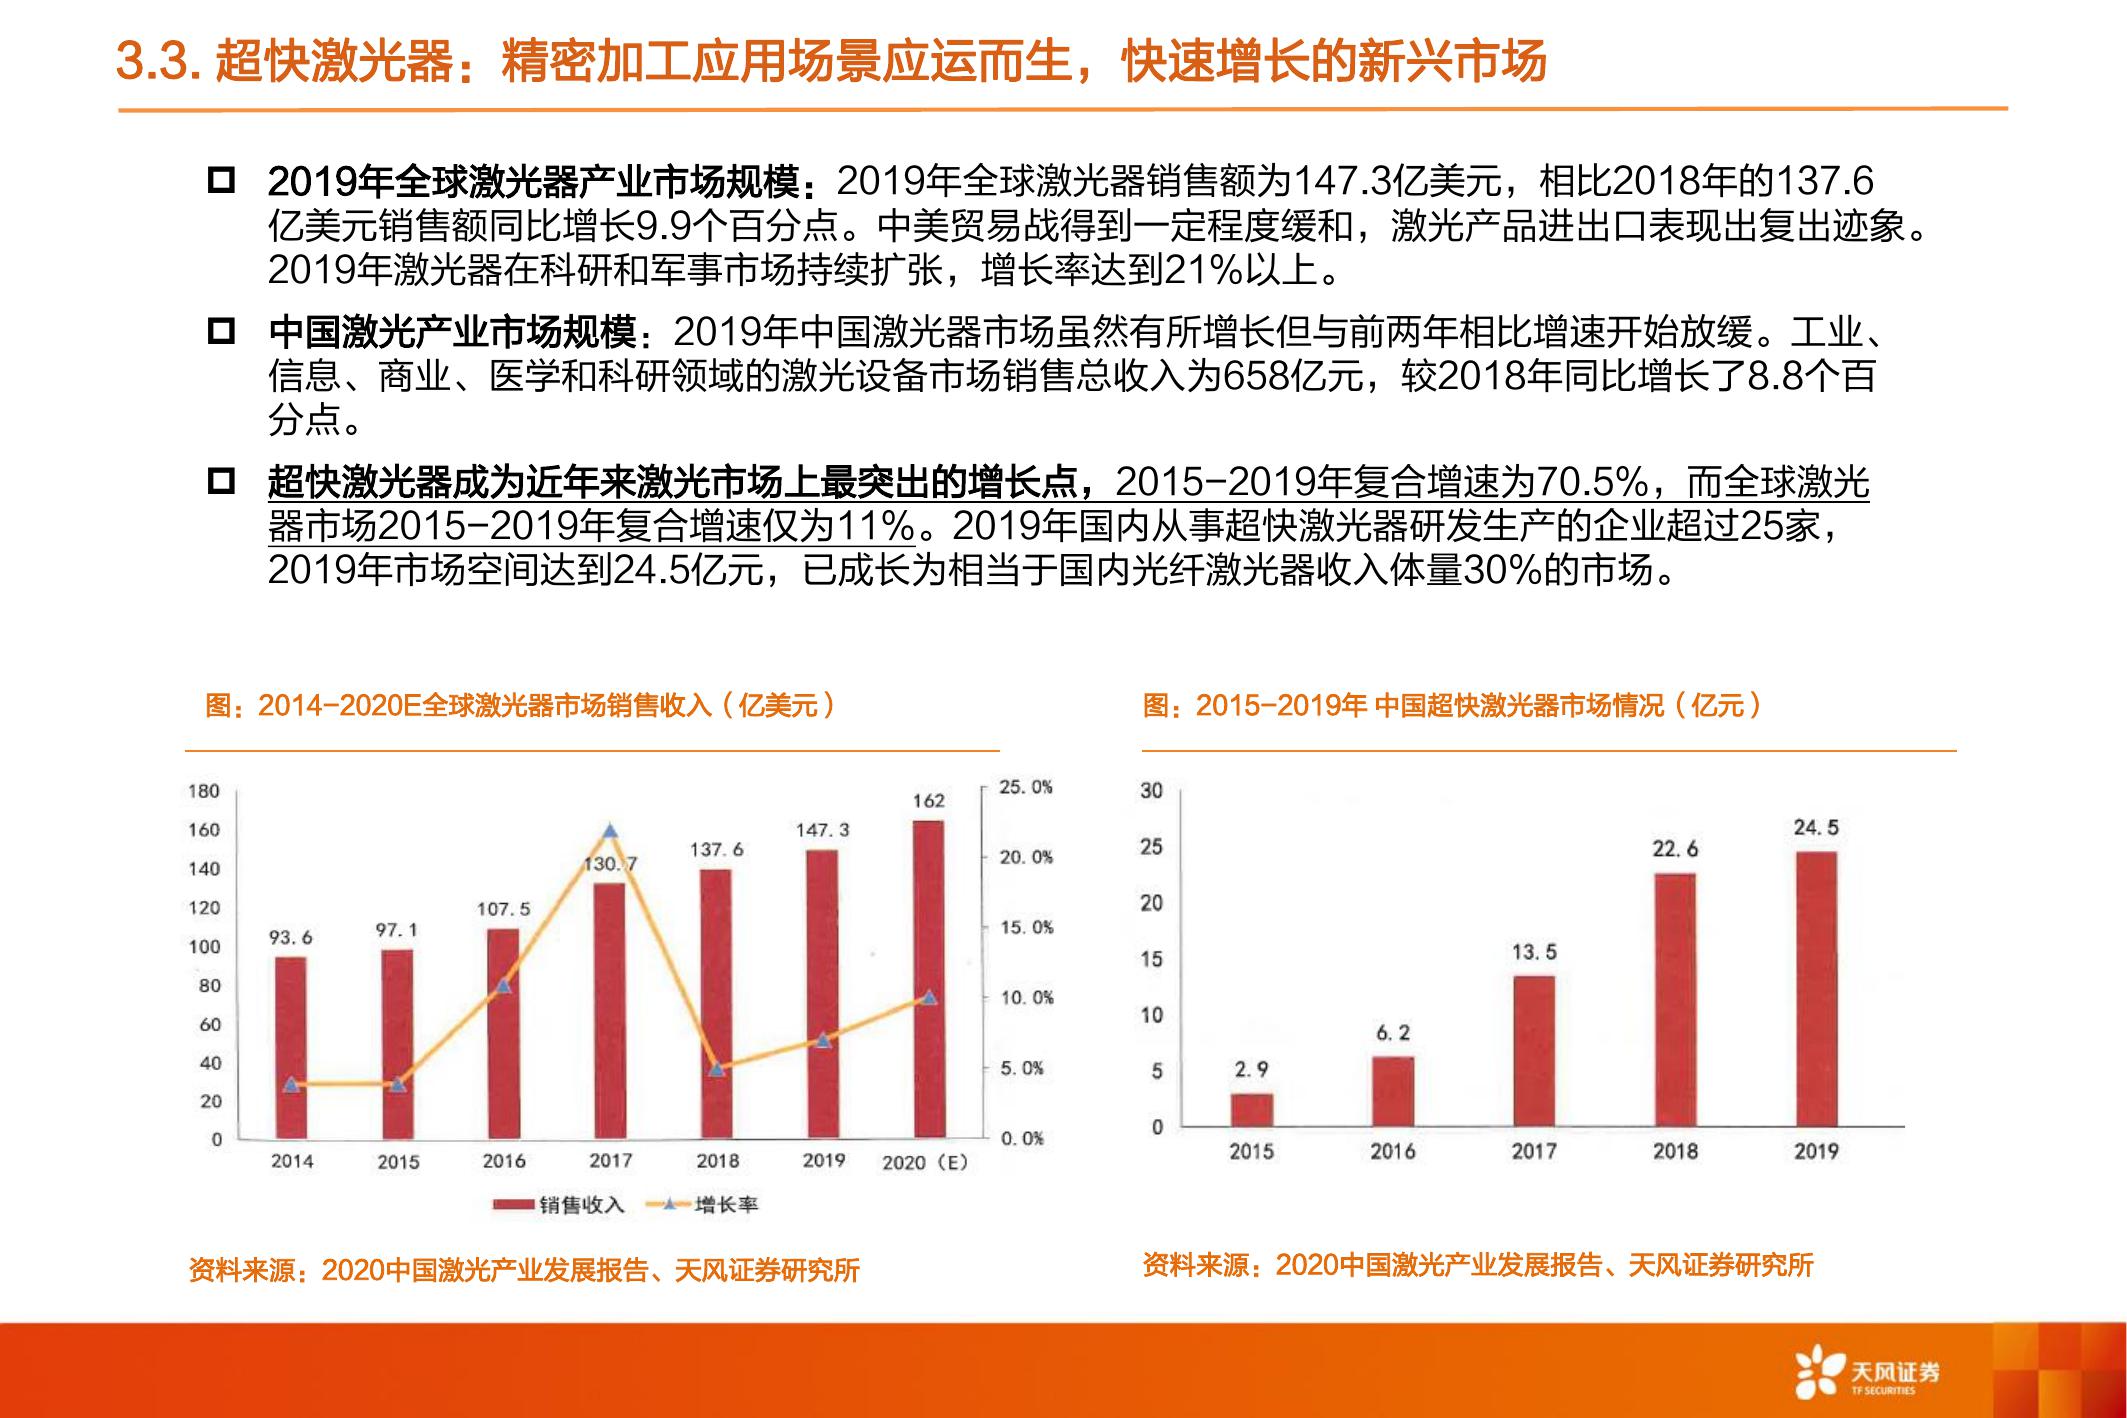 3.3. 超快激光器：精密加工应用场景应运而生，快速增长的新兴市场
2019年全球激光器产业市场规模：2019年全球激光器销售额为147.3亿美元，相比2018年的137.6
亿美元销售额同比增长9.9个百分点。中美贸易战得到一定程度缓和，激光产品进出口表现出复出迹象。
2019年激光器在科研和军事市场持续扩张，增长率达到21%以上。
中国激光产业市场规模：2019年中国激光器市场虽然有所增长但与前两年相比增速开始放缓。工业、
信息、商业、医学和科研领域的激光设备市场销售总收入为658亿元，较2018年同比增长了8.8个百
分点。
超快激光器成为近年来激光市场上最突出的增长点，2015-2019年复合增速为70.5%，而全球激光
器市场2015-2019年复合增速仅为11%。2019年国内从事超快激光器研发生产的企业超过25家，
2019年市场空间达到24.5亿元，已成长为相当于国内光纤激光器收入体量30%的市场。
图：2014-2020E全球激光器市场销售收入（亿美元）
180
160
140
120
100
80
60
40
20
0
25.0%
20.0%
15.0%
10.0%
5.0%
0.0%
93.6
97.1
107.5
130.7
137.6
147.3
162
2014
2015
2016
2017
2018
2019
2020（E）
销售收入
增长率
资料来源：2020中国激光产业发展报告、天风证券研究所
图：2015-2019年 中国超快激光器市场情况（亿元）
30
25
20
15
10
5
0
2.9
6.2
13.5
22.6
24.5
2015
2016
2017
2018
2019
资料来源：2020中国激光产业发展报告、天风证券研究所
天风证券
TF SECURITIES